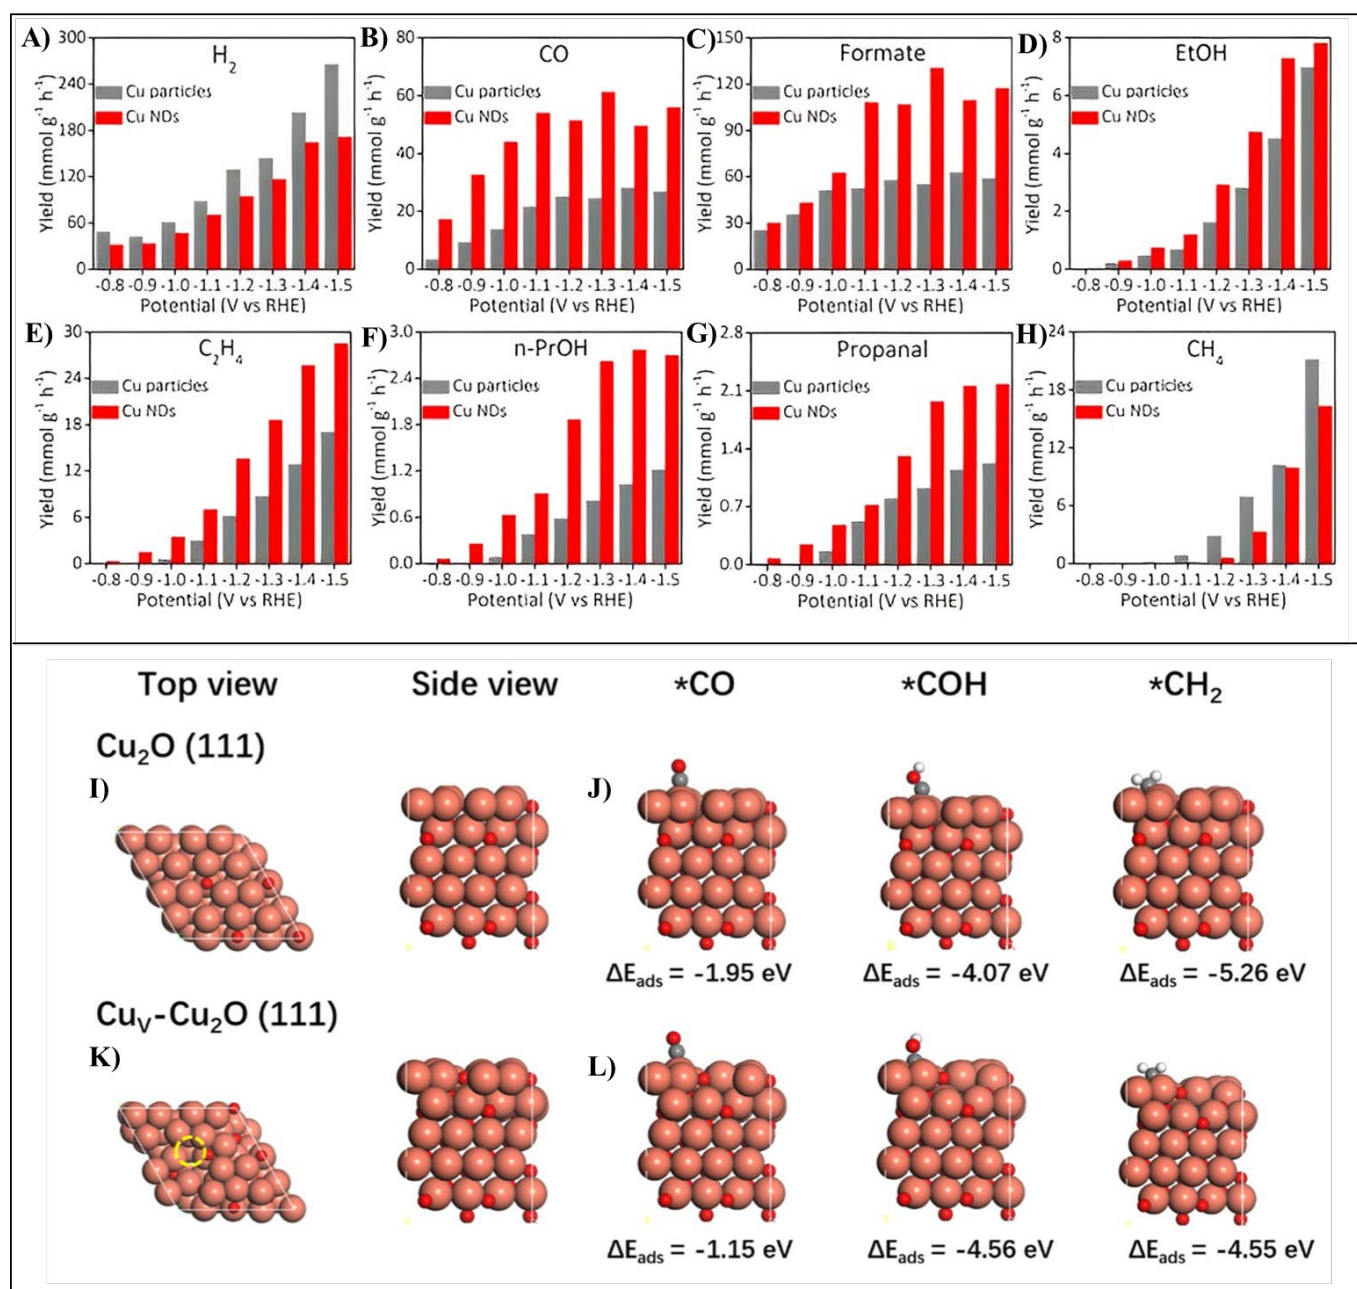 A)
H₂
Cu particles
Cu NDs
Yield (mmol g⁻¹ h⁻¹)
300
240
180
120
60
0
-0.8 -0.9 -1.0 -1.1 -1.2 -1.3 -1.4 -1.5
Potential (V vs RHE)
B)
CO
Cu particles
Cu NDs
Yield (mmol g⁻¹ h⁻¹)
80
60
40
20
0
-0.8 -0.9 -1.0 -1.1 -1.2 -1.3 -1.4 -1.5
Potential (V vs RHE)
C)
Formate
Cu particles
Cu NDs
Yield (mmol g⁻¹ h⁻¹)
150
120
90
60
30
0
-0.8 -0.9 -1.0 -1.1 -1.2 -1.3 -1.4 -1.5
Potential (V vs RHE)
D)
EtOH
Cu particles
Cu NDs
Yield (mmol g⁻¹ h⁻¹)
8
6
4
2
0
-0.8 -0.9 -1.0 -1.1 -1.2 -1.3 -1.4 -1.5
Potential (V vs RHE)
E)
C₂H₄
Cu particles
Cu NDs
Yield (mmol g⁻¹ h⁻¹)
30
24
18
12
6
0
-0.8 -0.9 -1.0 -1.1 -1.2 -1.3 -1.4 -1.5
Potential (V vs RHE)
F)
n-PrOH
Cu particles
Cu NDs
Yield (mmol g⁻¹ h⁻¹)
3.0
2.4
1.8
1.2
0.6
0.0
-0.8 -0.9 -1.0 -1.1 -1.2 -1.3 -1.4 -1.5
Potential (V vs RHE)
G)
Propanal
Cu particles
Cu NDs
Yield (mmol g⁻¹ h⁻¹)
2.8
2.1
1.4
0.7
0.0
-0.8 -0.9 -1.0 -1.1 -1.2 -1.3 -1.4 -1.5
Potential (V vs RHE)
H)
CH₄
Cu particles
Cu NDs
Yield (mmol g⁻¹ h⁻¹)
24
18
12
6
0
-0.8 -0.9 -1.0 -1.1 -1.2 -1.3 -1.4 -1.5
Potential (V vs RHE)
Top view Side view *CO *COH *CH₂
Cu₂O (111)
I) J)
ΔE_ads = -1.95 eV ΔE_ads = -4.07 eV ΔE_ads = -5.26 eV
Cu_V-Cu₂O (111)
K) L)
ΔE_ads = -1.15 eV ΔE_ads = -4.56 eV ΔE_ads = -4.55 eV